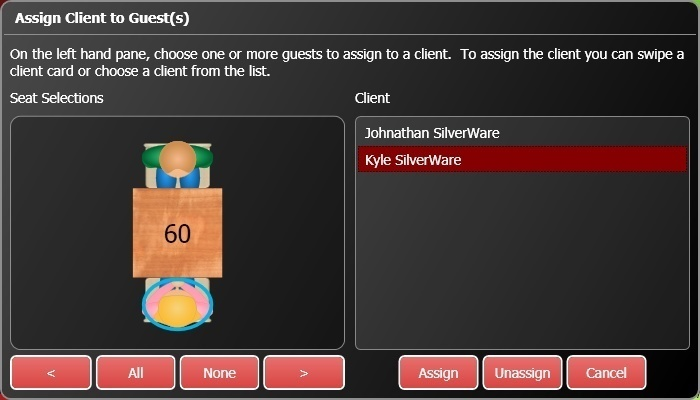 Assign Client to Guest(s)
On the left hand pane, choose one or more guests to assign to a client.  To assign the client you can swipe a
client card or choose a client from the list.
Seat Selections
Client
Johnathan SilverWare
Kyle SilverWare
60
<
All
None
>
Assign
Unassign
Cancel